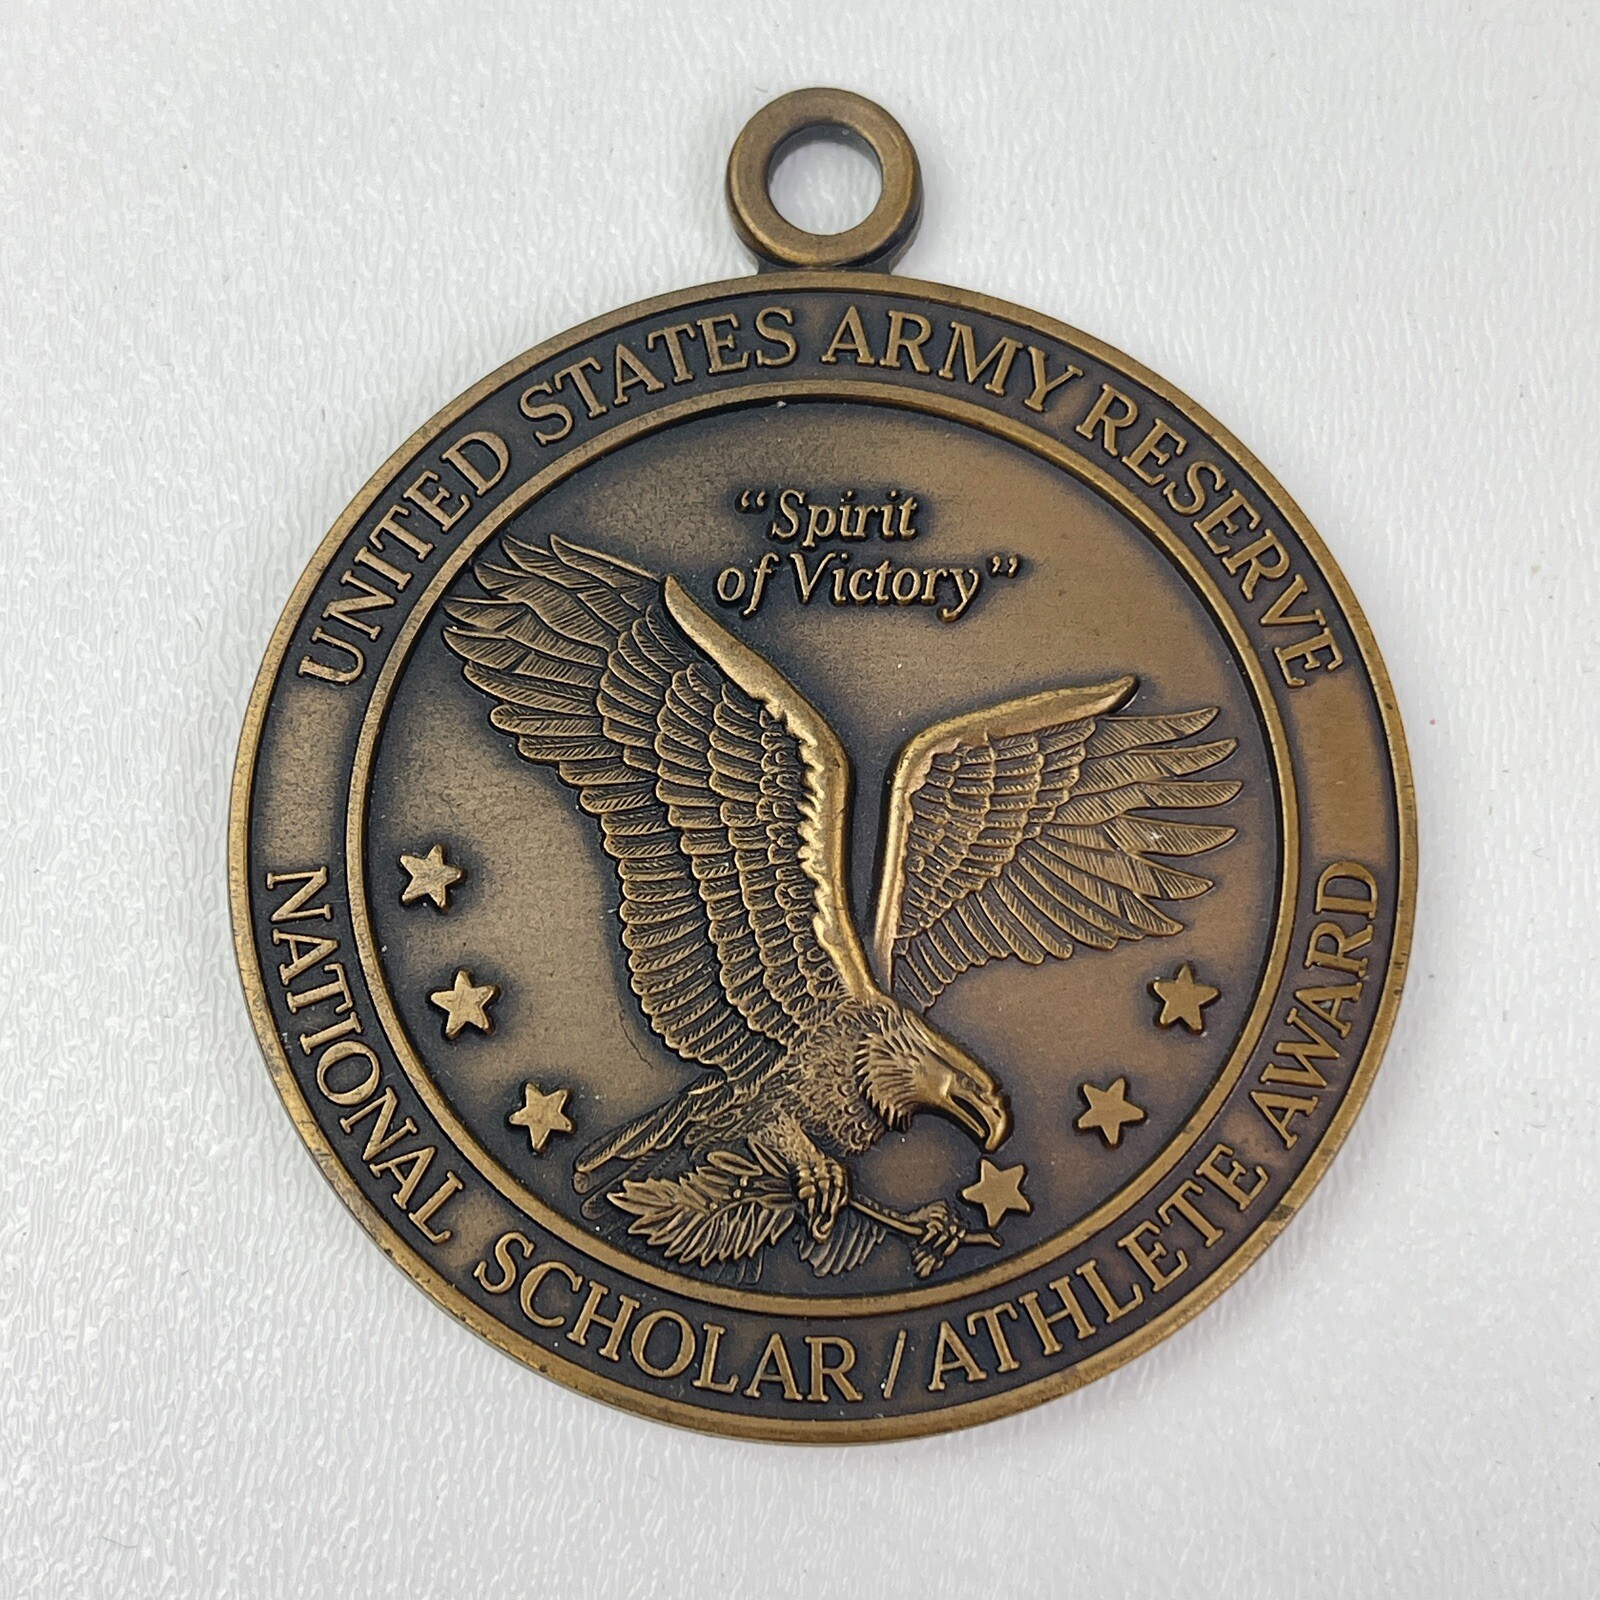 UNITED STATES ARMY RESERVE
“Spirit
of Victory”
NATIONAL SCHOLAR/ATHLETE AWARD